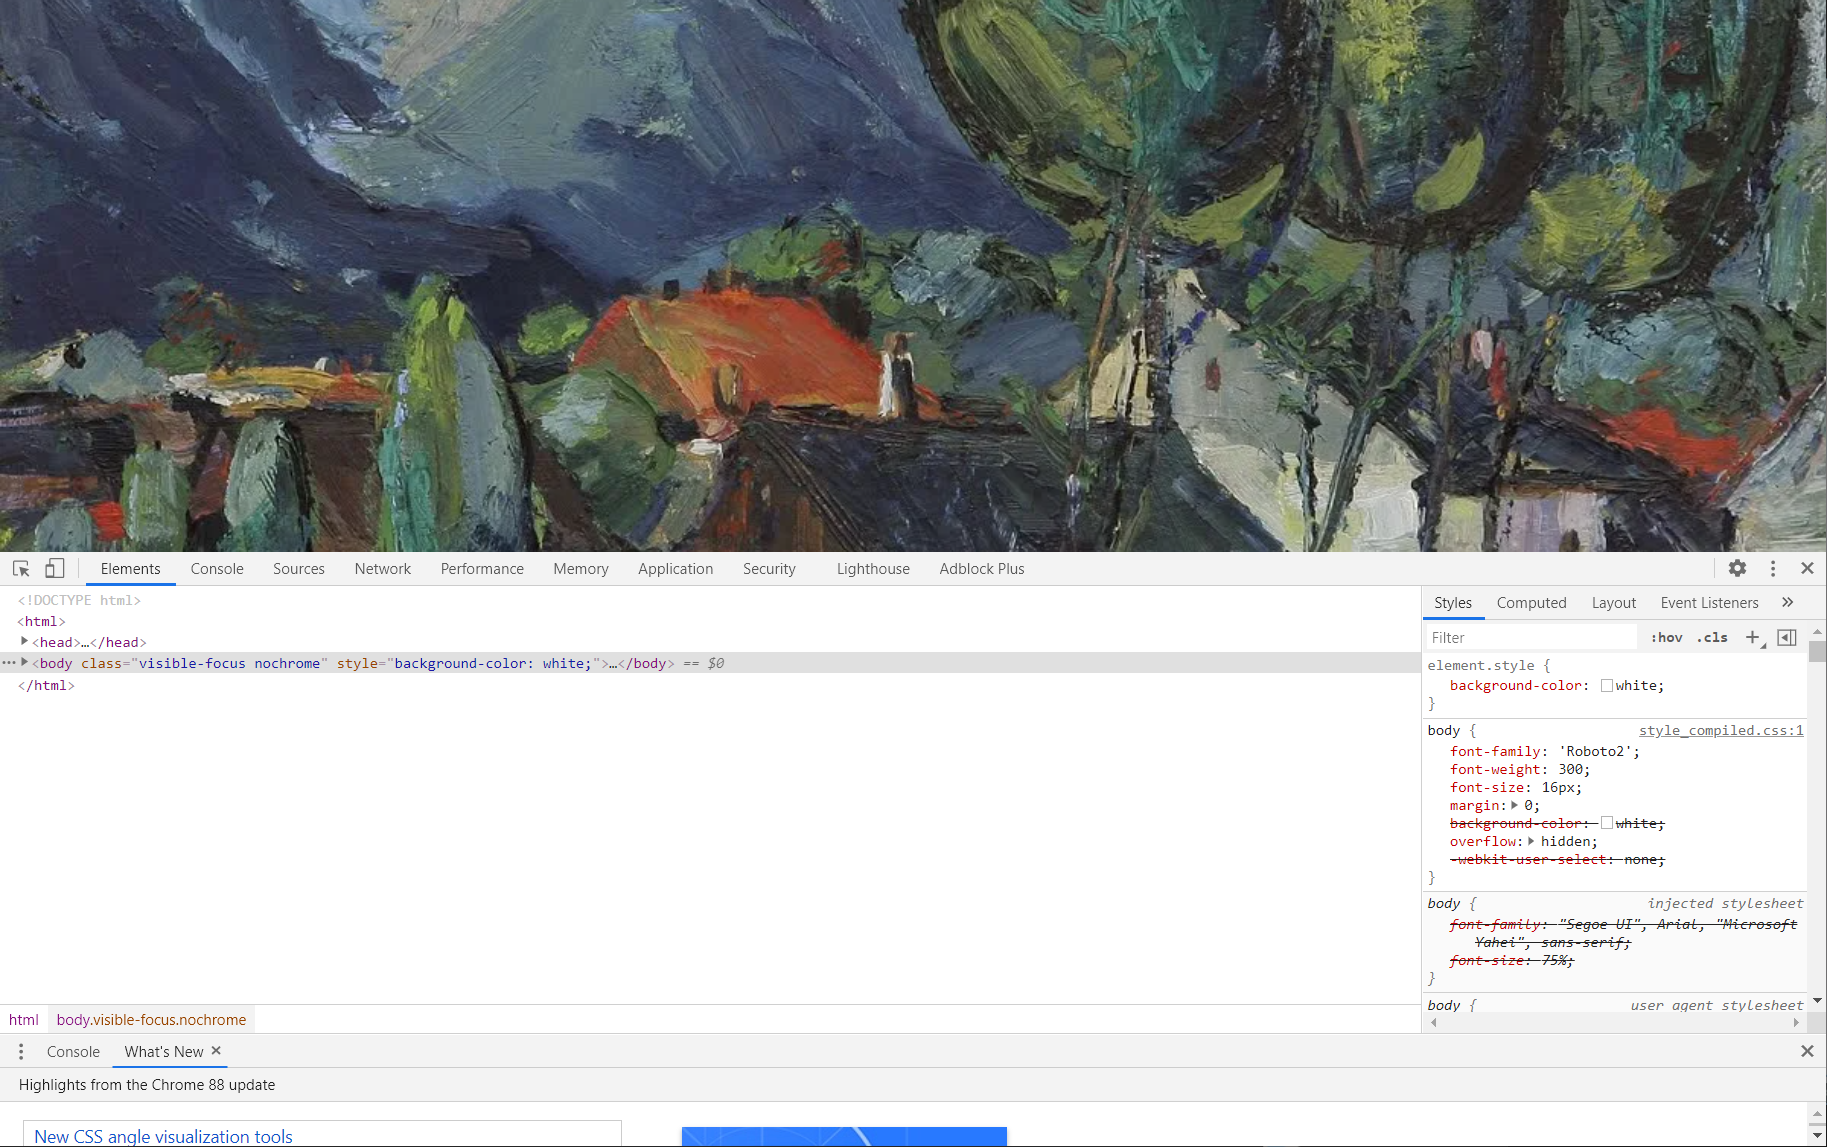 Elements Console Sources Network Performance Memory Application Security Lighthouse Adblock Plus
<!DOCTYPE html>
<html>
<head>…</head>
<body class="visible-focus nochrome" style="background-color: white;">…</body> == $0
</html>
html body.visible-focus.nochrome
Styles Computed Layout Event Listeners
Filter :hov .cls
element.style {
background-color: white;
}
body { style_compiled.css:1
font-family: 'Roboto2';
font-weight: 300;
font-size: 16px;
margin: 0;
background-color: white;
overflow: hidden;
-webkit-user-select: none;
}
body { injected stylesheet
font-family: "Segoe UI", Arial, "Microsoft
Yahei", sans-serif;
font-size: 75%;
}
body { user agent stylesheet
Console What's New
Highlights from the Chrome 88 update
New CSS angle visualization tools